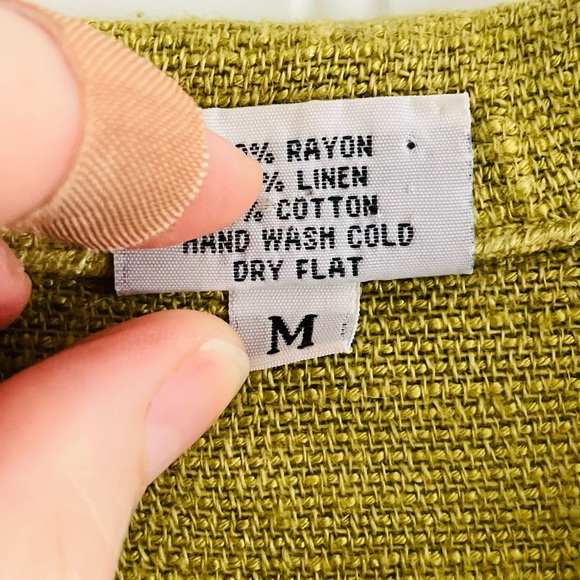 % RAYON
% LINEN
% COTTON
HAND WASH COLD
DRY FLAT
M